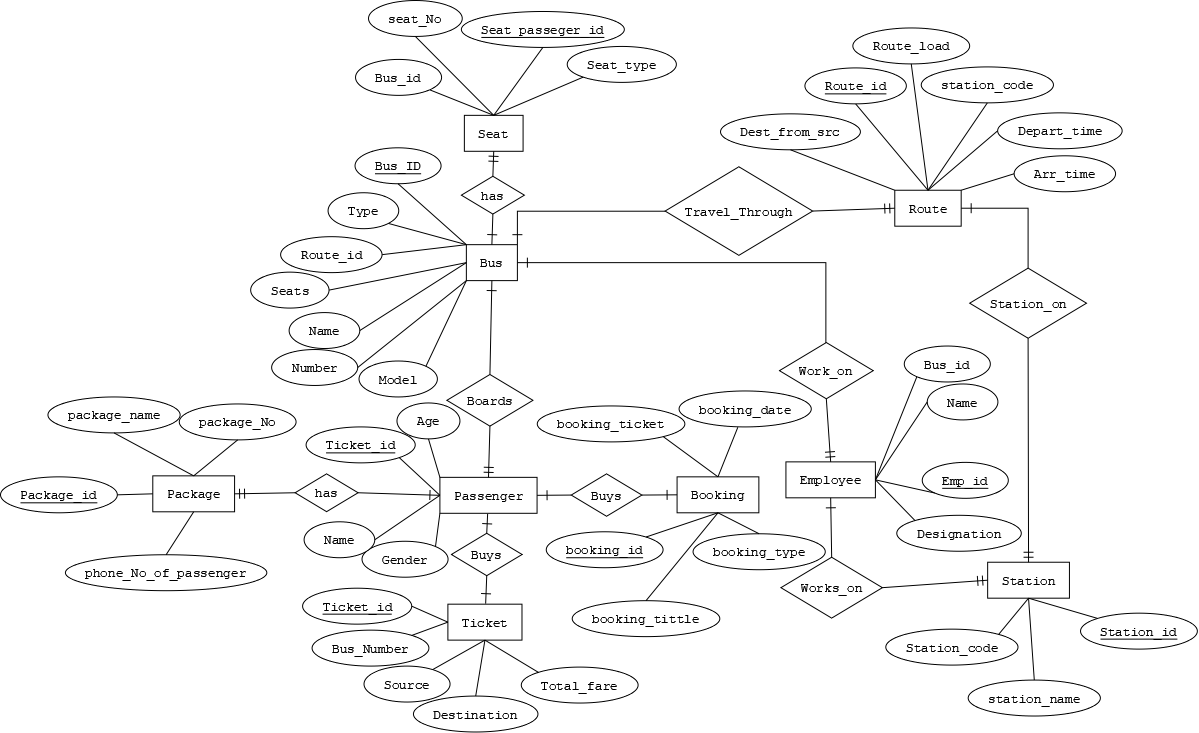 seat_No
Seat_passeger_id
Seat_type
Bus_id
Seat
Route_load
Route_id
station_code
Dest_from_src
Depart_time
Arr_time
Route
Bus_ID
Type
Route_id
Seats
Name
Number
Model
has
Bus
Travel_Through
Station_on
Work_on
Boards
Bus_id
Name
Emp_id
Designation
Employee
package_name
package_No
Package_id
Package
phone_No_of_passenger
has
Age
Ticket_id
Passenger
Name
Gender
Buys
booking_ticket
booking_date
Booking
booking_id
booking_type
booking_tittle
Buys
Works_on
Station
Station_code
Station_id
station_name
Ticket_id
Bus_Number
Ticket
Source
Destination
Total_fare